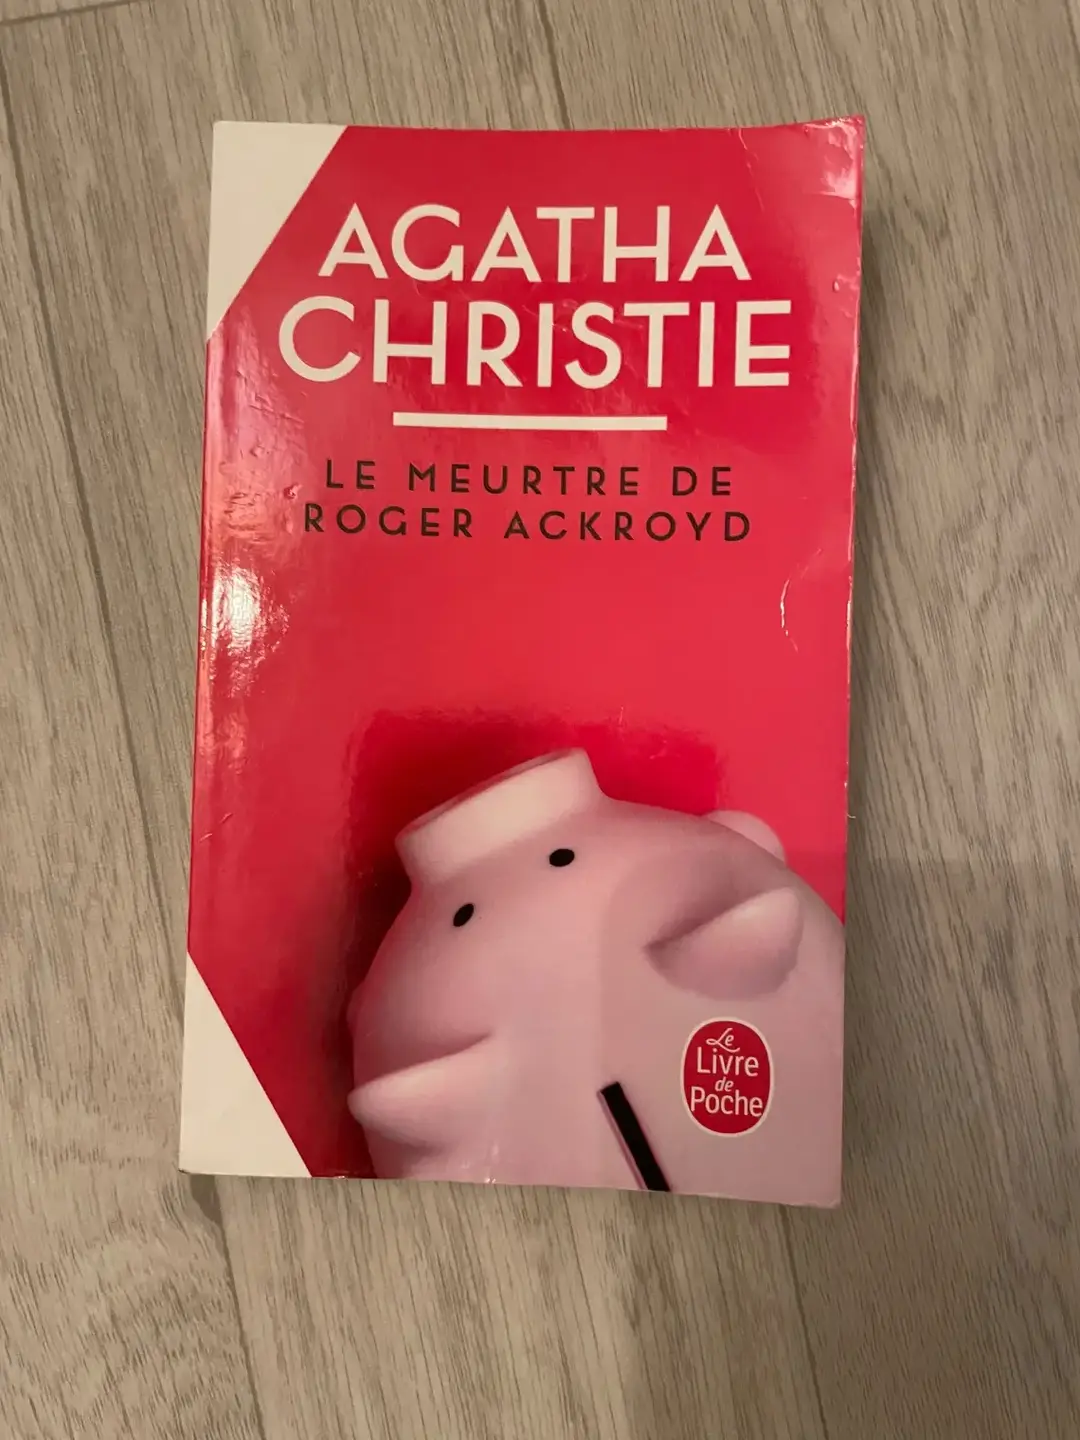 AGATHA
CHRISTIE
LE MEURTRE DE
ROGER ACKROYD
Le
Livre
de
Poche